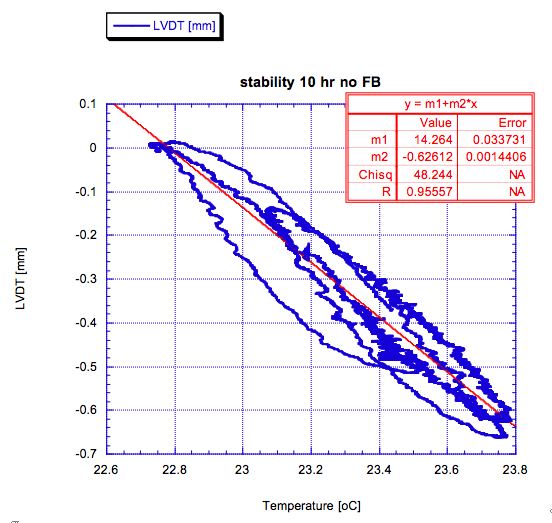 LVDT [mm]
stability 10 hr no FB
y = m1+m2*x
Value Error
m1 14.264 0.033731
m2 -0.62612 0.0014406
Chisq 48.244 NA
R 0.95557 NA
0.1
0
-0.1
-0.2
-0.3
-0.4
-0.5
-0.6
-0.7
LVDT [mm]
22.6 22.8 23 23.2 23.4 23.6 23.8
Temperature [oC]